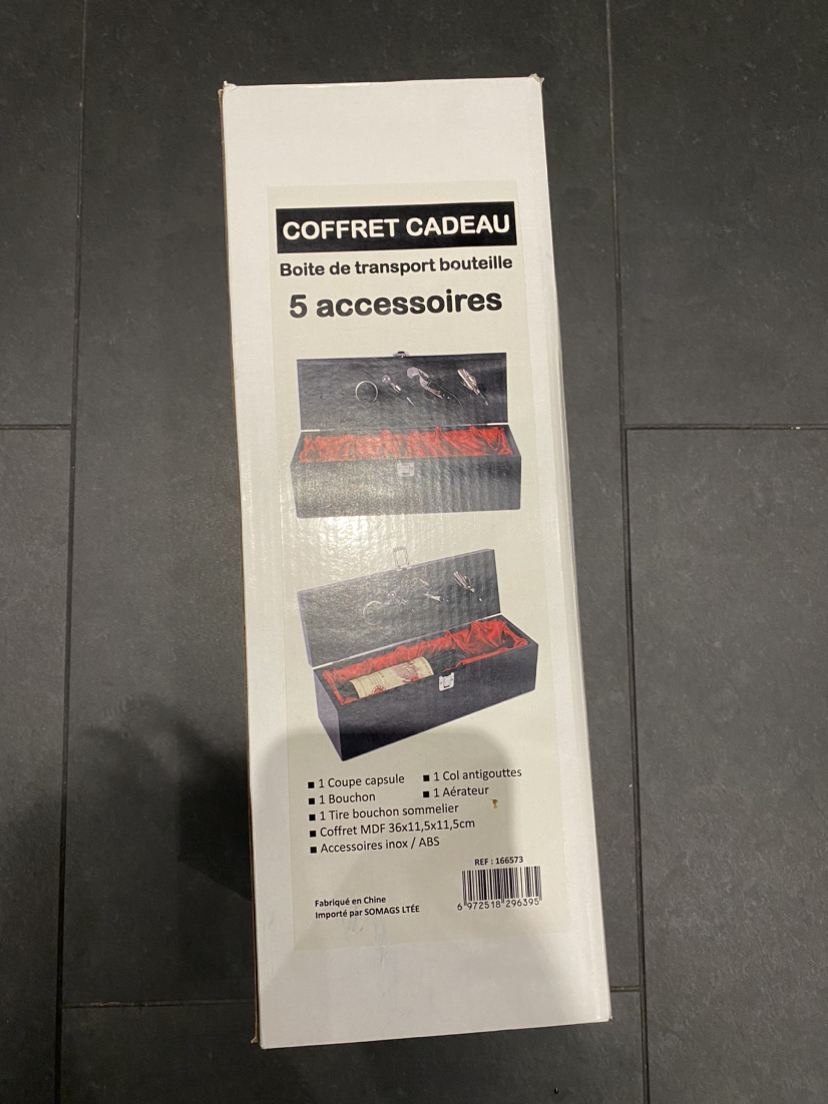 COFFRET CADEAU
Boite de transport bouteille
5 accessoires
■ 1 Coupe capsule ■ 1 Col antigouttes
■ 1 Bouchon ■ 1 Aérateur
■ 1 Tire bouchon sommelier
■ Coffret MDF 36x11,5x11,5cm
■ Accessoires inox / ABS
REF : 166573
Fabriqué en Chine
Importé par SOMAGS LTÉE
6 972518 296395